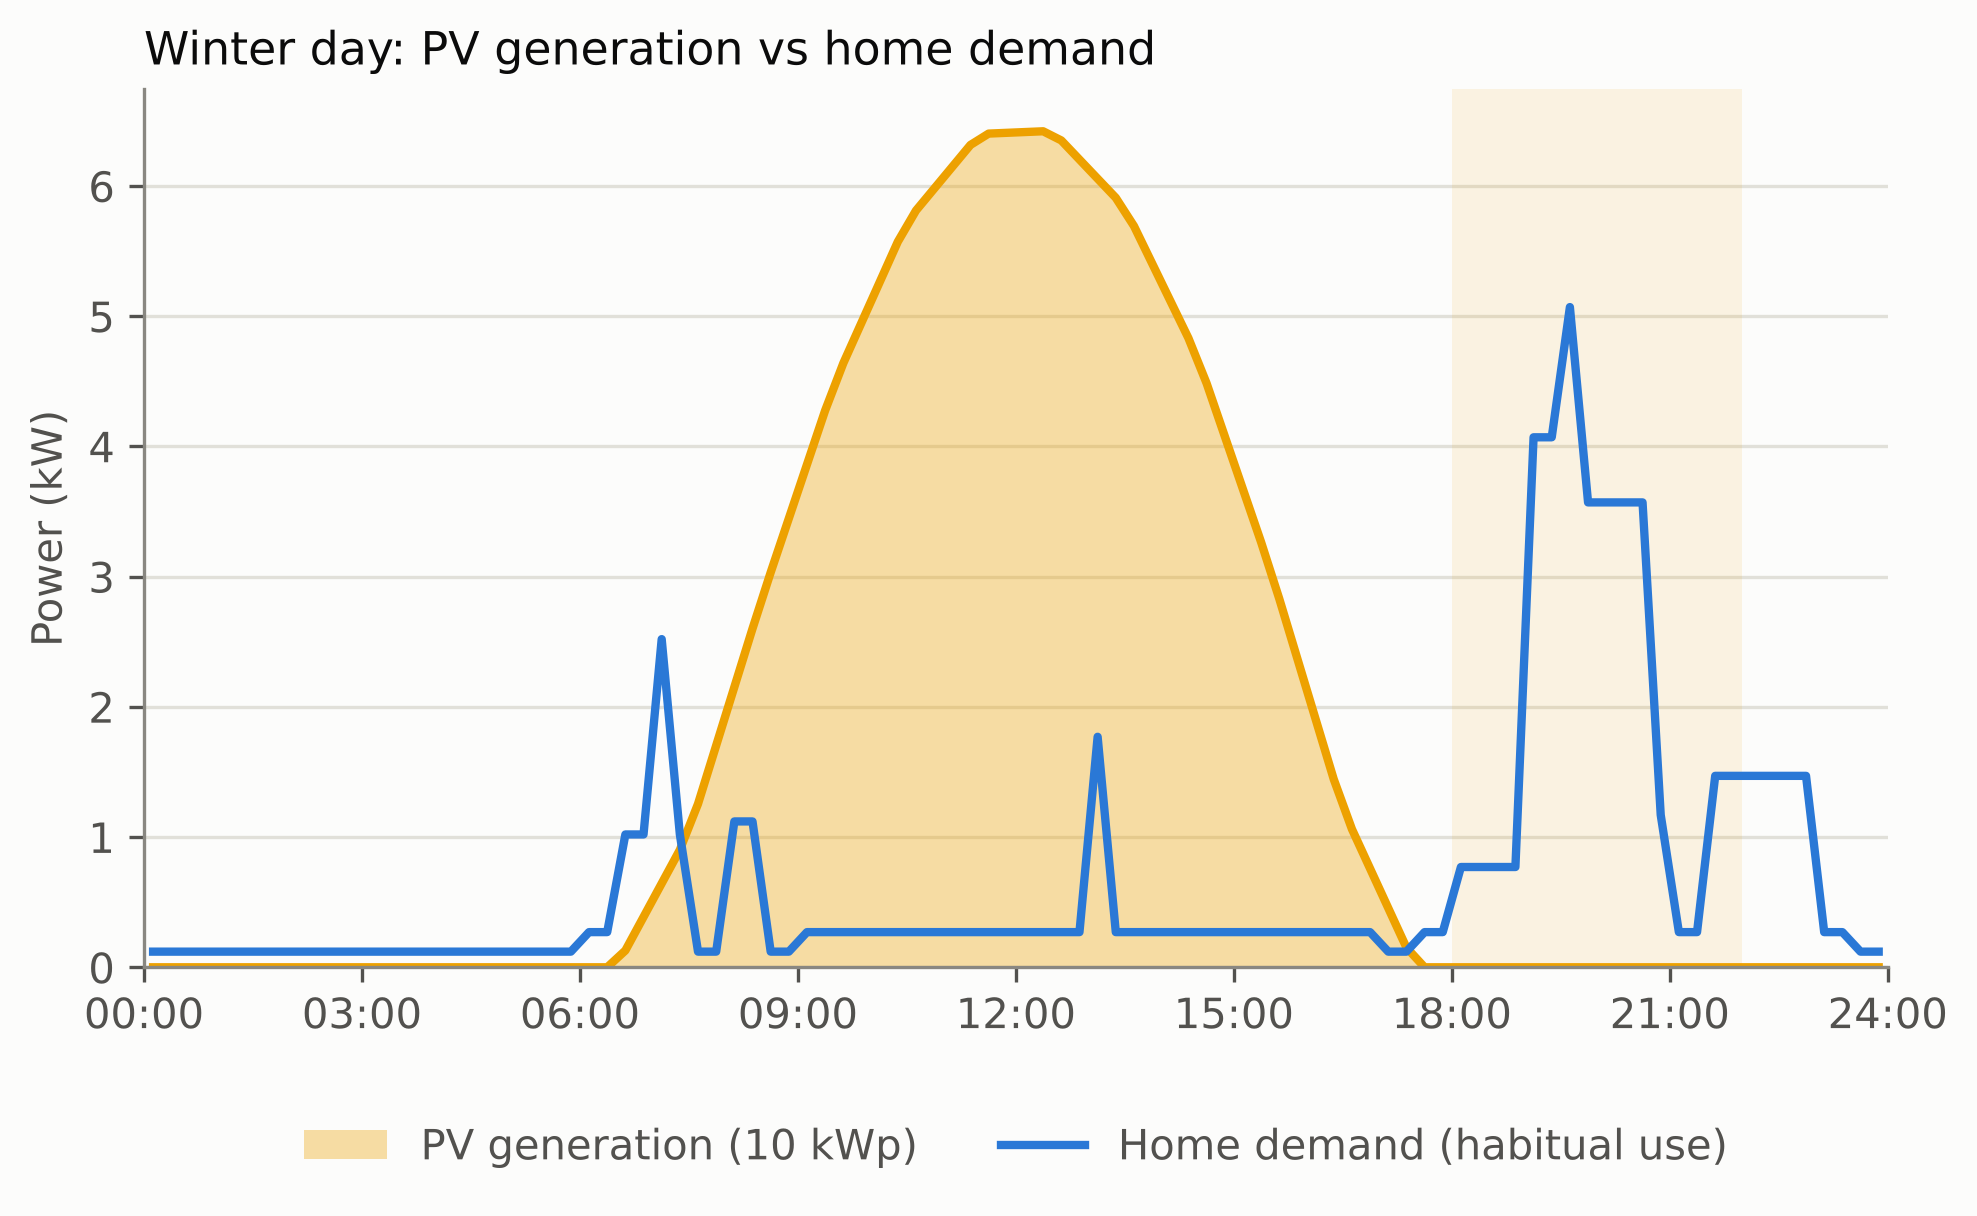 Winter day: PV generation vs home demand
Power (kW)
6
5
4
3
2
1
0
00:00 03:00 06:00 09:00 12:00 15:00 18:00 21:00 24:00
PV generation (10 kWp) Home demand (habitual use)